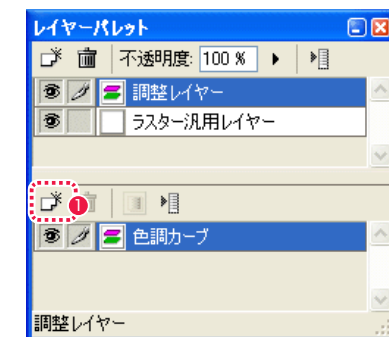 レイヤーパレット
不透明度: 100 %
調整レイヤー
ラスター汎用レイヤー
1
色調カーブ
調整レイヤー